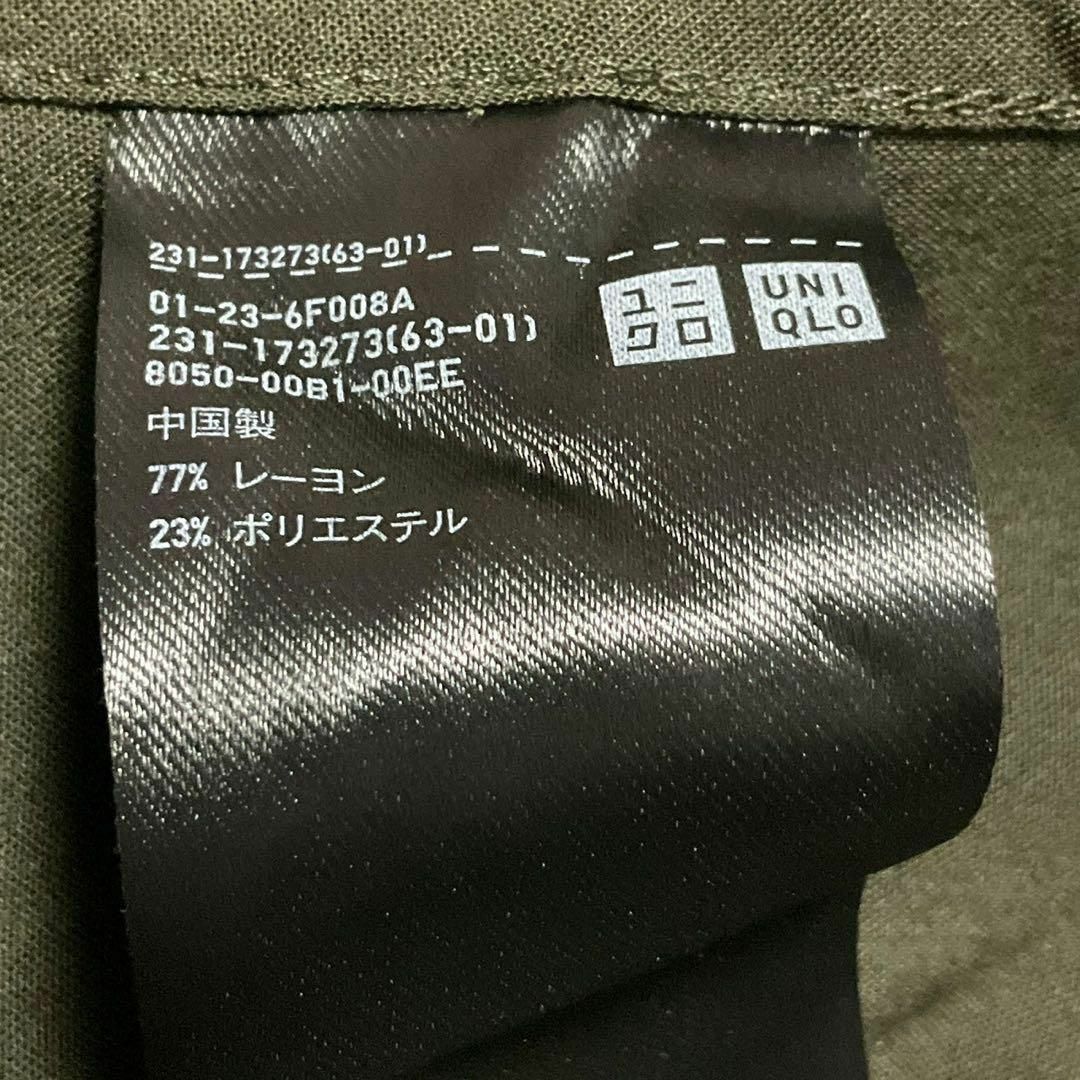 231-173273(63-01)
01-23-6F008A
231-173273(63-01)
8050-00B1-00EE
中国製
77% レーヨン
23% ポリエステル
ユニ
クロ
UNI
QLO